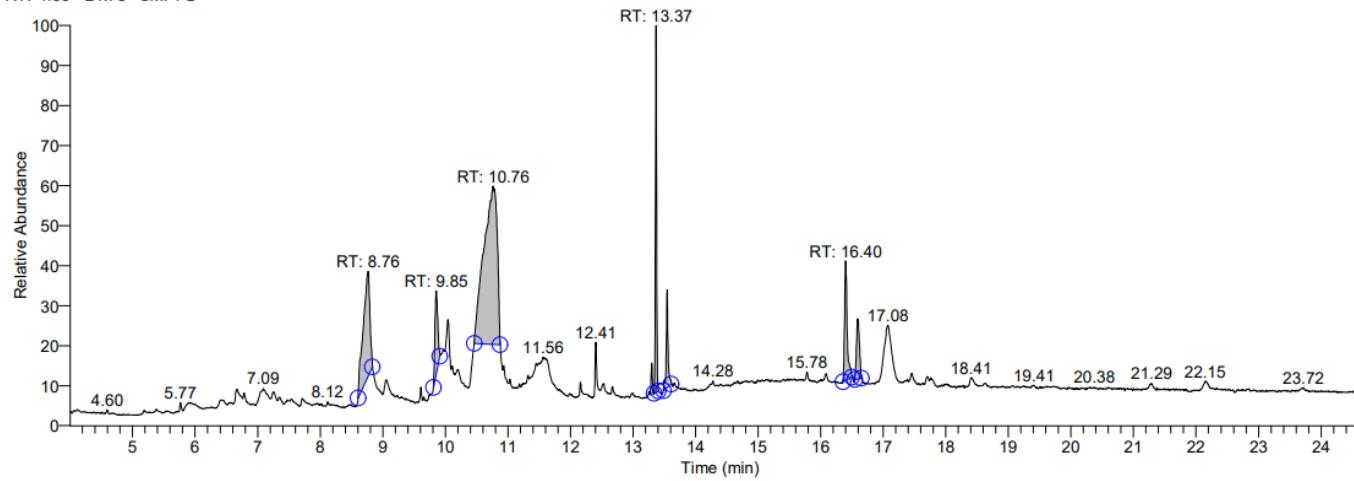 RT: 13.37
100
90
80
70
60
50
40
30
20
10
0
Relative Abundance
RT: 10.76
RT: 8.76
RT: 9.85
RT: 16.40
17.08
12.41
11.56
4.60 5.77 7.09 8.12 14.28 15.78 18.41 19.41 20.38 21.29 22.15 23.72
5 6 7 8 9 10 11 12 13 14 15 16 17 18 19 20 21 22 23 24
Time (min)